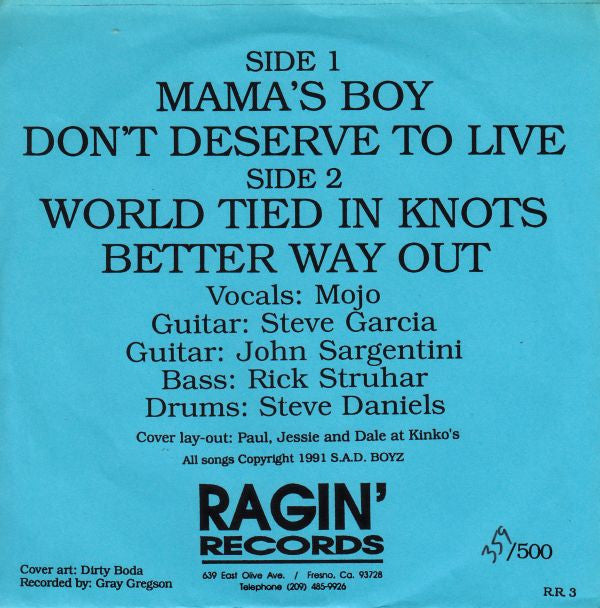 SIDE 1
MAMA'S BOY
DON'T DESERVE TO LIVE
SIDE 2
WORLD TIED IN KNOTS
BETTER WAY OUT
Vocals: Mojo
Guitar: Steve Garcia
Guitar: John Sargentini
Bass: Rick Struhar
Drums: Steve Daniels
Cover lay-out: Paul, Jessie and Dale at Kinko's
All songs Copyright 1991 S.A.D. BOYZ
RAGIN'
RECORDS
639 East Olive Ave. / Fresno, Ca. 93728
Telephone (209) 485-9926
359/500
Cover art: Dirty Boda
Recorded by: Gray Gregson
R.R. 3